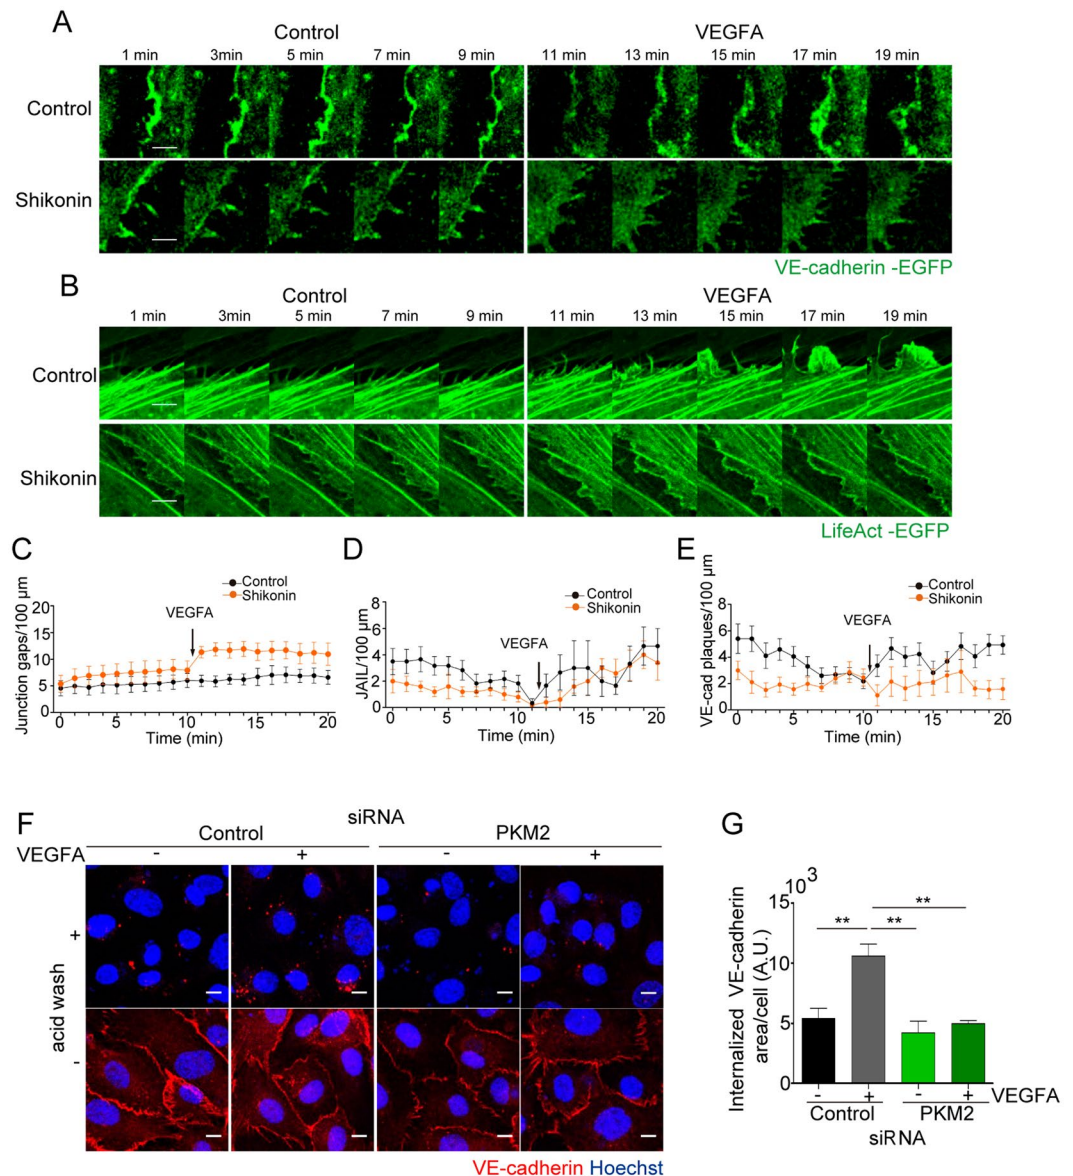 A
Control VEGFA
1 min 3min 5 min 7 min 9 min 11 min 13 min 15 min 17 min 19 min
Control
Shikonin
VE-cadherin -EGFP
B
Control VEGFA
1 min 3min 5 min 7 min 9 min 11 min 13 min 15 min 17 min 19 min
Control
Shikonin
LifeAct -EGFP
C
Junction gaps/100 µm
Control
Shikonin
VEGFA
20
15
10
5
0
0 5 10 15 20
Time (min)
D
JAIL/100 µm
Control
Shikonin
VEGFA
8
6
4
2
0
0 5 10 15 20
Time (min)
E
VE-cad plaques/100 µm
Control
Shikonin
VEGFA
8
6
4
2
0
0 5 10 15 20
Time (min)
F
siRNA
Control PKM2
VEGFA - + - +
acid wash
+
-
VE-cadherin Hoechst
G
Internalized VE-cadherin
area/cell (A.U.)
10³
15
10
5
0
** ** **
- + - + VEGFA
Control PKM2
siRNA